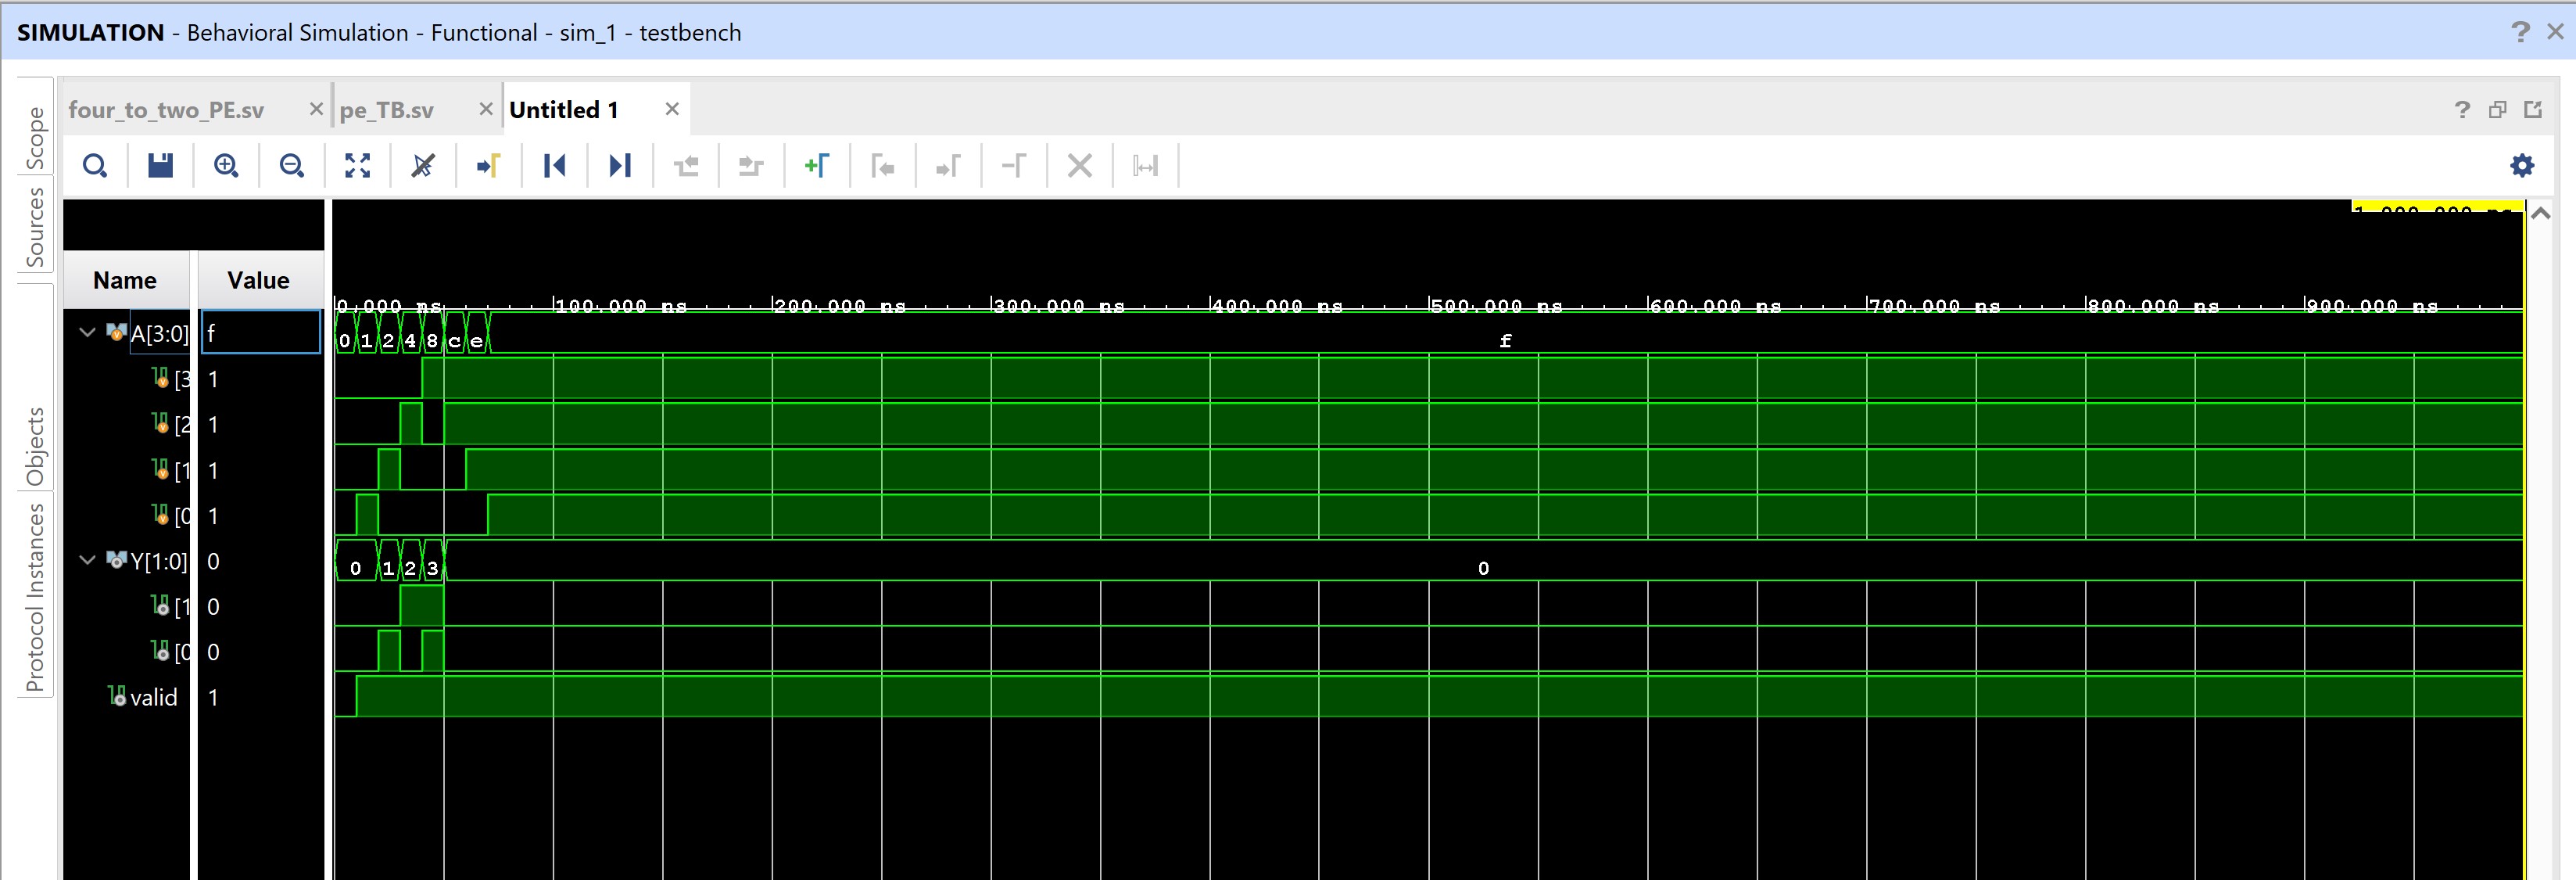 SIMULATION - Behavioral Simulation - Functional - sim_1 - testbench
? ×
Scope
Sources
Objects
Protocol Instances
four_to_two_PE.sv × pe_TB.sv × Untitled 1 ×
?
Name Value
0.000 ns 100.000 ns 200.000 ns 300.000 ns 400.000 ns 500.000 ns 600.000 ns 700.000 ns 800.000 ns 900.000 ns
A[3:0] f 0 1 2 4 8 c e f
[3 1
[2 1
[1 1
[0 1
Y[1:0] 0 0 1 2 3 0
[1 0
[0 0
valid 1